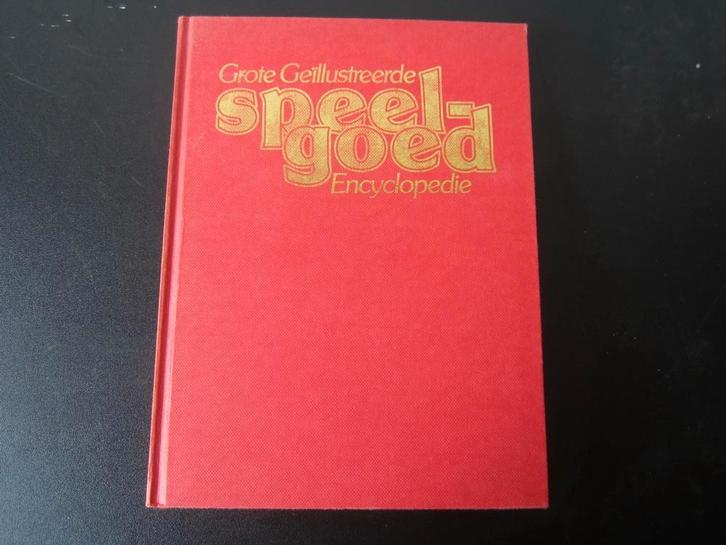 Grote Geïllustreerde
speel-
goed
Encyclopedie